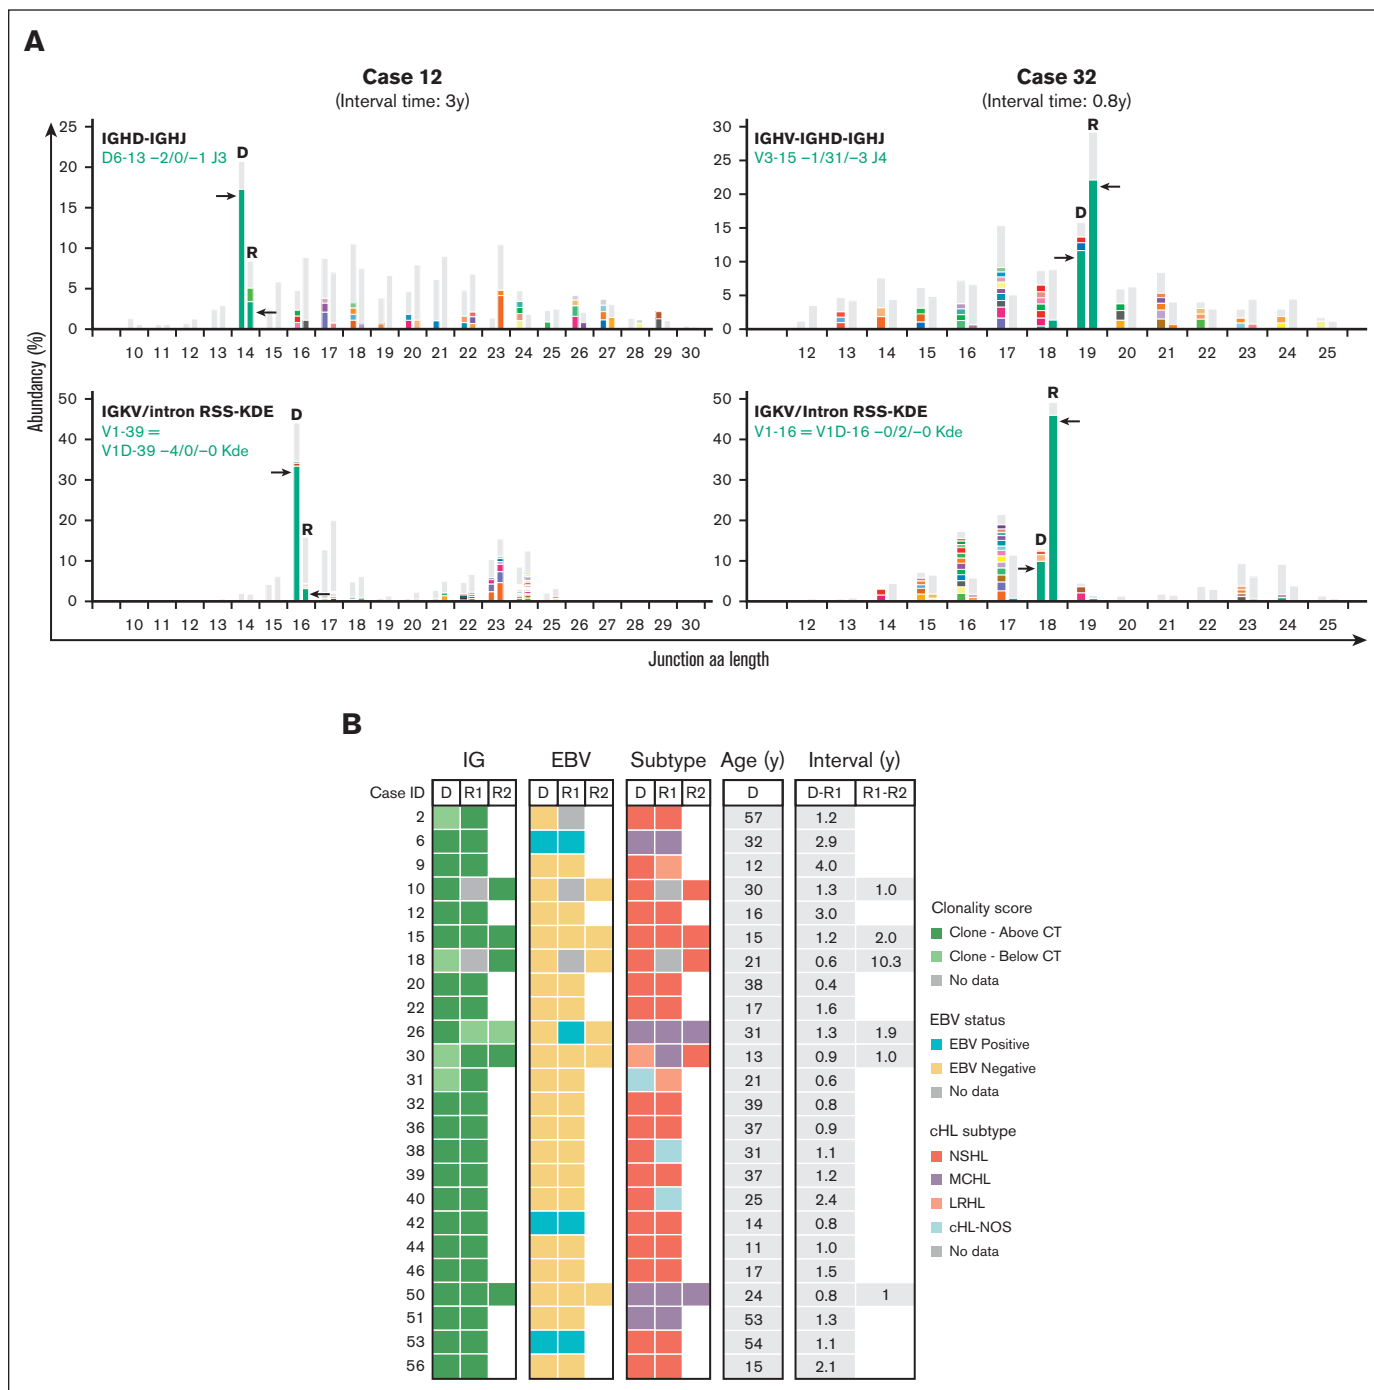 A
Case 12
(Interval time: 3y)
Case 32
(Interval time: 0.8y)
Abundancy (%)
25
20
15
10
5
0
IGHD-IGHJ
D6-13 −2/0/−1 J3
D
R
10 11 12 13 14 15 16 17 18 19 20 21 22 23 24 25 26 27 28 29 30
30
25
20
15
10
5
0
IGHV-IGHD-IGHJ
V3-15 −1/31/−3 J4
D
R
12 13 14 15 16 17 18 19 20 21 22 23 24 25
50
40
30
20
10
0
IGKV/intron RSS-KDE
V1-39 =
V1D-39 −4/0/−0 Kde
D
R
10 11 12 13 14 15 16 17 18 19 20 21 22 23 24 25 26 27 28 29 30
50
40
30
20
10
0
IGKV/Intron RSS-KDE
V1-16 = V1D-16 −0/2/−0 Kde
D
R
12 13 14 15 16 17 18 19 20 21 22 23 24 25
Junction aa length
B
IG EBV Subtype Age (y) Interval (y)
Case ID D R1 R2 D R1 R2 D R1 R2 D D-R1 R1-R2
2 57 1.2
6 32 2.9
9 12 4.0
10 30 1.3 1.0
12 16 3.0
15 15 1.2 2.0
18 21 0.6 10.3
20 38 0.4
22 17 1.6
26 31 1.3 1.9
30 13 0.9 1.0
31 21 0.6
32 39 0.8
36 37 0.9
38 31 1.1
39 37 1.2
40 25 2.4
42 14 0.8
44 11 1.0
46 17 1.5
50 24 0.8 1
51 53 1.3
53 54 1.1
56 15 2.1
Clonality score
Clone - Above CT
Clone - Below CT
No data
EBV status
EBV Positive
EBV Negative
No data
cHL subtype
NSHL
MCHL
LRHL
cHL-NOS
No data